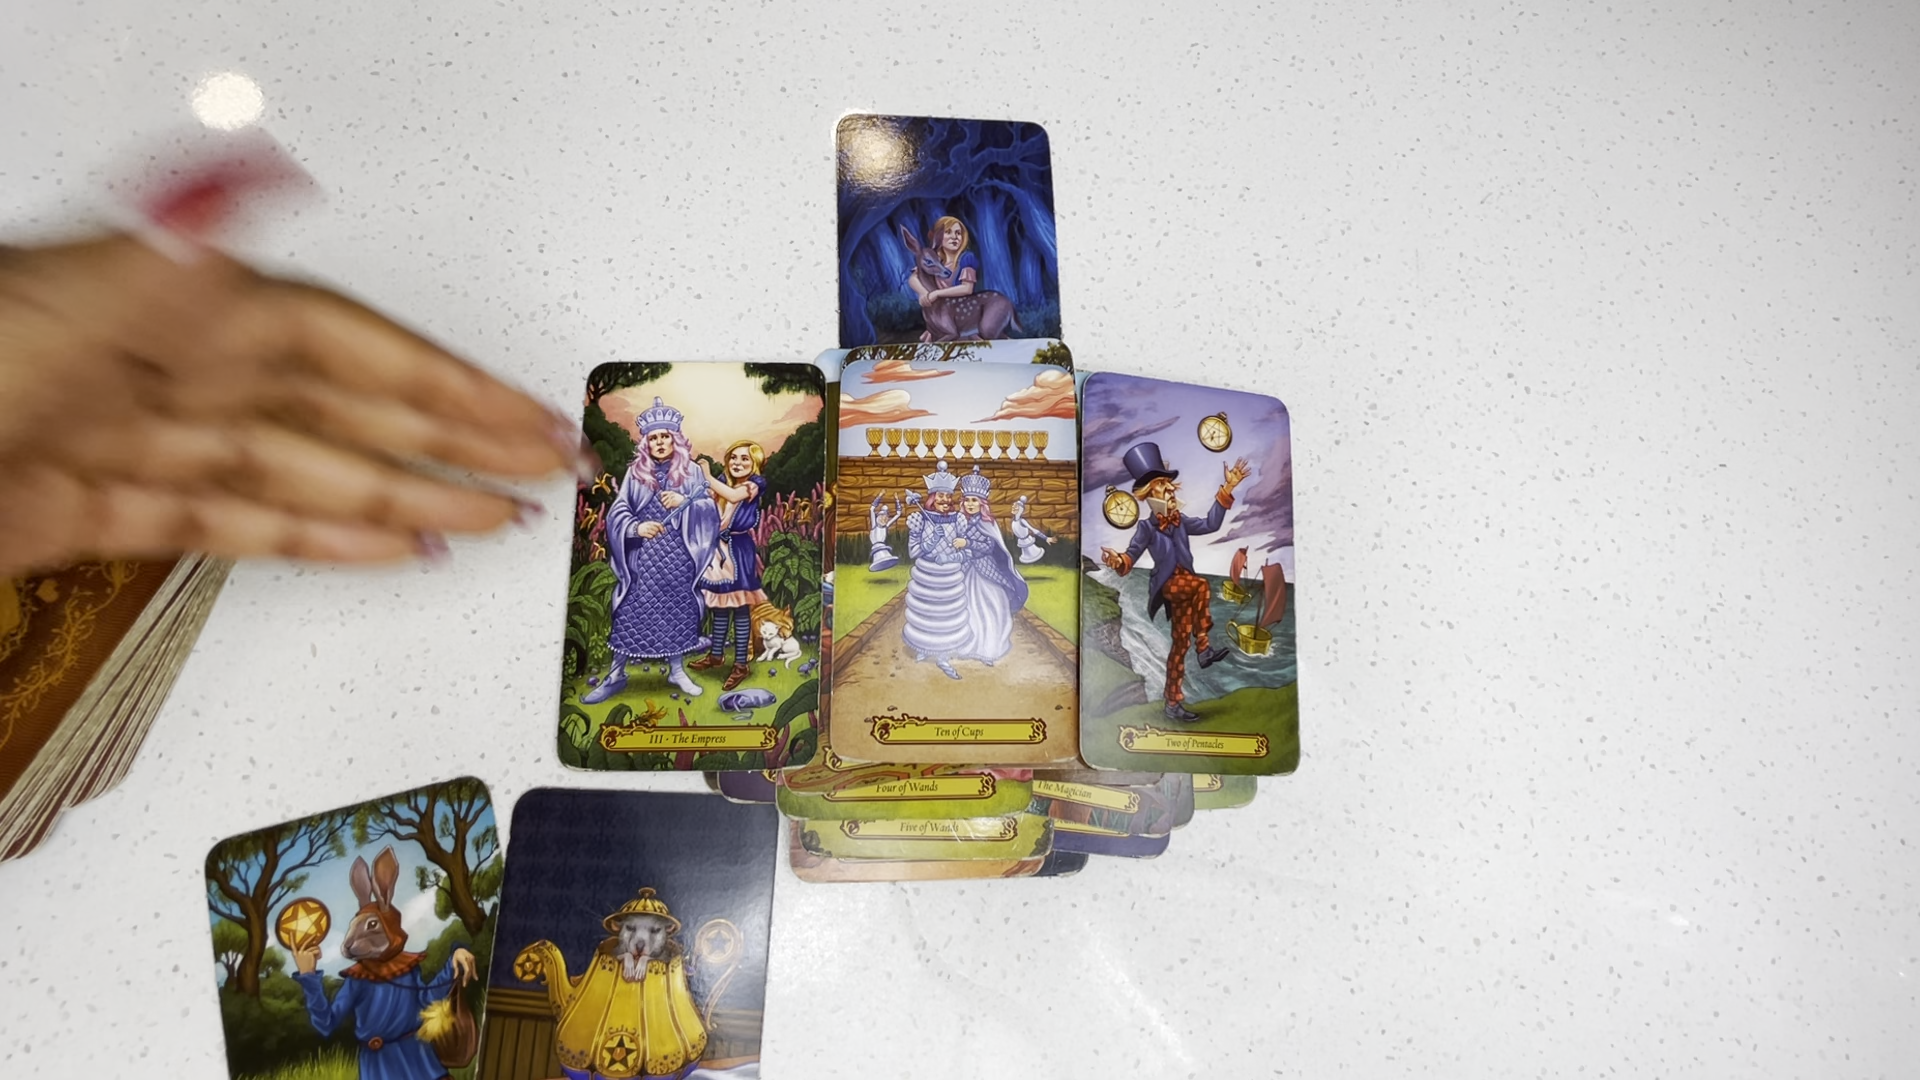 III - The Empress
Ten of Cups
Two of Pentacles
Four of Wands
The Magician
Five of Wands